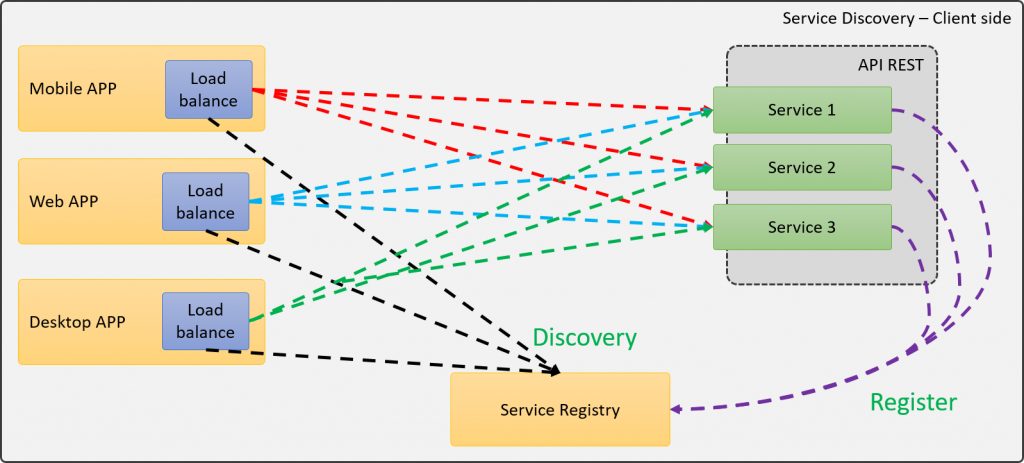 Service Discovery – Client side
API REST
Mobile APP
Load
balance
Service 1
Web APP
Load
balance
Service 2
Service 3
Desktop APP
Load
balance
Discovery
Service Registry
Register